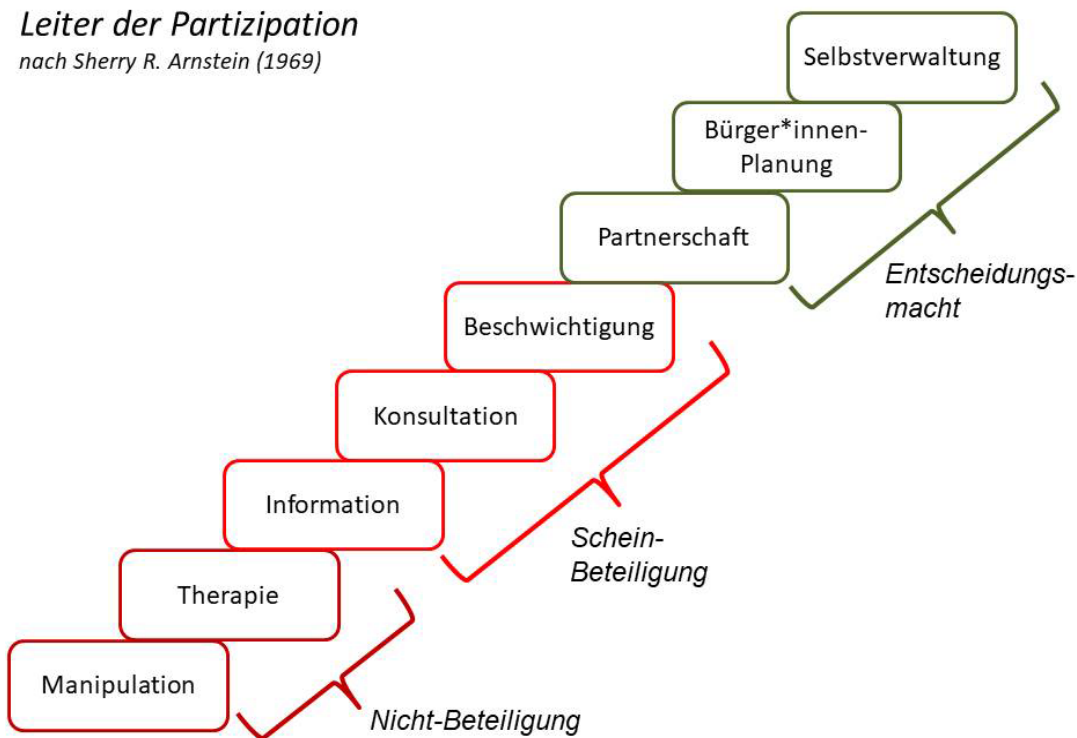 Leiter der Partizipation
nach Sherry R. Arnstein (1969)
Selbstverwaltung
Bürger*innen-
Planung
Partnerschaft
Entscheidungs-
macht
Beschwichtigung
Konsultation
Information
Schein-
Beteiligung
Therapie
Manipulation
Nicht-Beteiligung